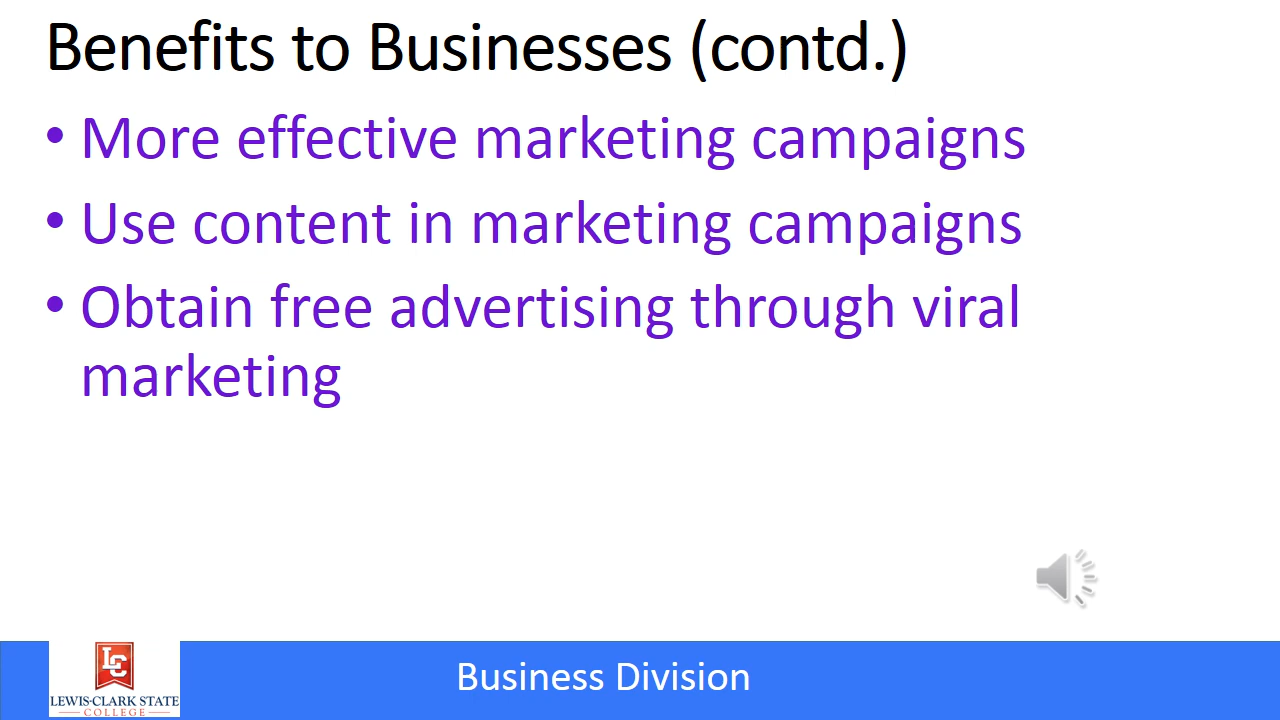 Benefits to Businesses (contd.)
• More effective marketing campaigns
• Use content in marketing campaigns
• Obtain free advertising through viral
marketing
LC
LEWIS-CLARK STATE
COLLEGE
Business Division